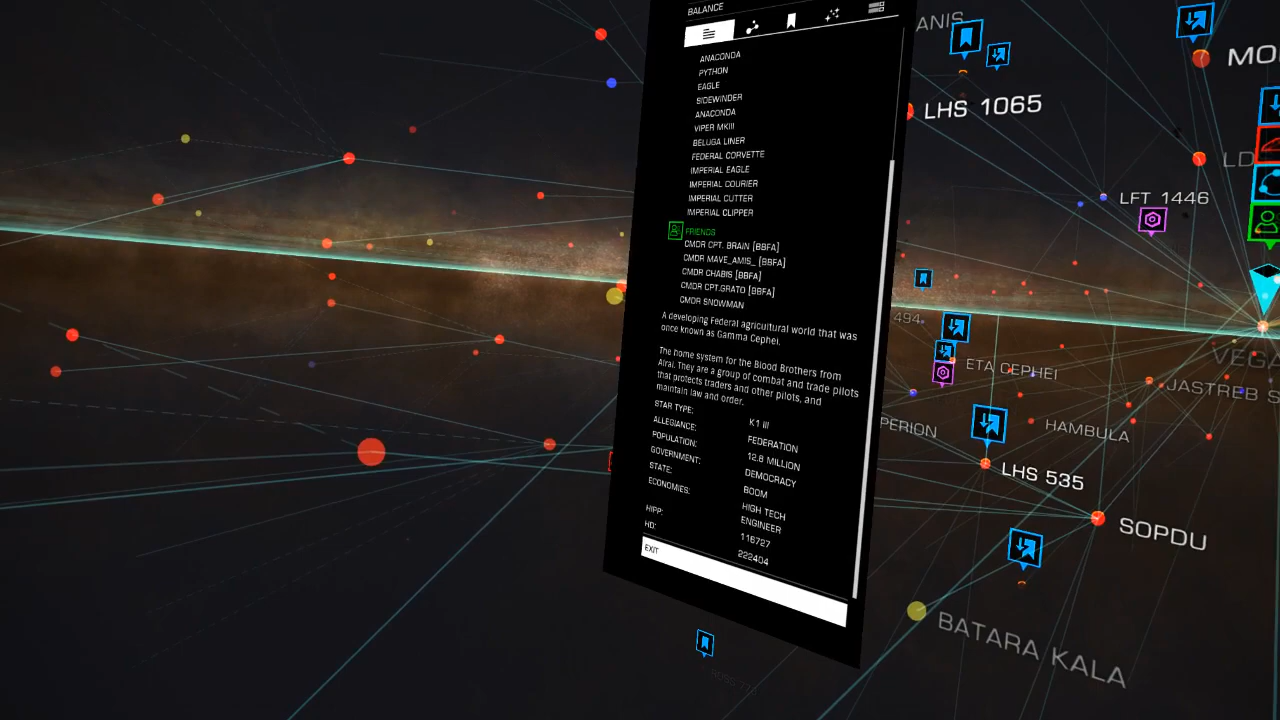 BALANCE
ANACONDA
PYTHON
EAGLE
SIDEWINDER
ANACONDA
VIPER MKIII
BELUGA LINER
FEDERAL CORVETTE
IMPERIAL EAGLE
IMPERIAL COURIER
IMPERIAL CUTTER
IMPERIAL CLIPPER
FRIENDS
CMDR CPT. BRAIN [BBFA]
CMDR MAVE_AMIS_ [BBFA]
CMDR CHABIS [BBFA]
CMDR CPT.GRATO [BBFA]
CMDR SNOWMAN
A developing Federal agricultural world that was
once known as Gamma Cephei.
The home system for the Blood Brothers from
Alrai. They are a group of combat and trade pilots
that protects traders and other pilots, and
maintain law and order.
STAR TYPE: K1 III
ALLEGIANCE: FEDERATION
POPULATION: 12.8 MILLION
GOVERNMENT: DEMOCRACY
STATE: BOOM
ECONOMIES: HIGH TECH
ENGINEER
HIPP: 116727
HD: 222404
EXIT
ANIS
MO
LHS 1065
LD
LFT 1446
494
ETA CEPHEI
VEGA
JASTREB S
PERION
HAMBULA
LHS 535
SOPDU
BATARA KALA